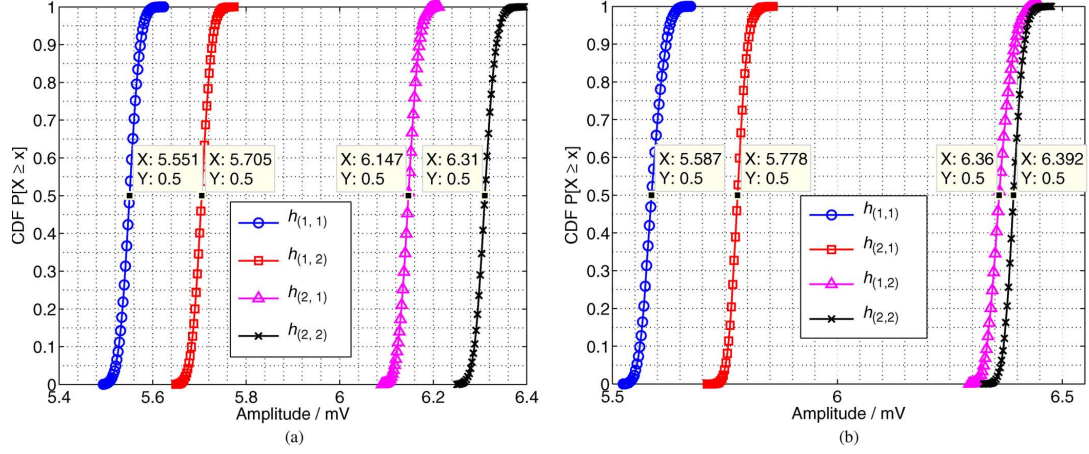 CDF P[X ≥ x]
1
0.9
0.8
0.7
0.6
0.5
0.4
0.3
0.2
0.1
0
X: 5.551
Y: 0.5
X: 5.705
Y: 0.5
X: 6.147
Y: 0.5
X: 6.31
Y: 0.5
h(1, 1)
h(1, 2)
h(2, 1)
h(2, 2)
5.4 5.6 5.8 6 6.2 6.4
Amplitude / mV
(a)
CDF P[X ≥ x]
1
0.9
0.8
0.7
0.6
0.5
0.4
0.3
0.2
0.1
0
X: 5.587
Y: 0.5
X: 5.778
Y: 0.5
X: 6.36
Y: 0.5
X: 6.392
Y: 0.5
h(1,1)
h(2,1)
h(1,2)
h(2,2)
5.5 6 6.5
Amplitude / mV
(b)